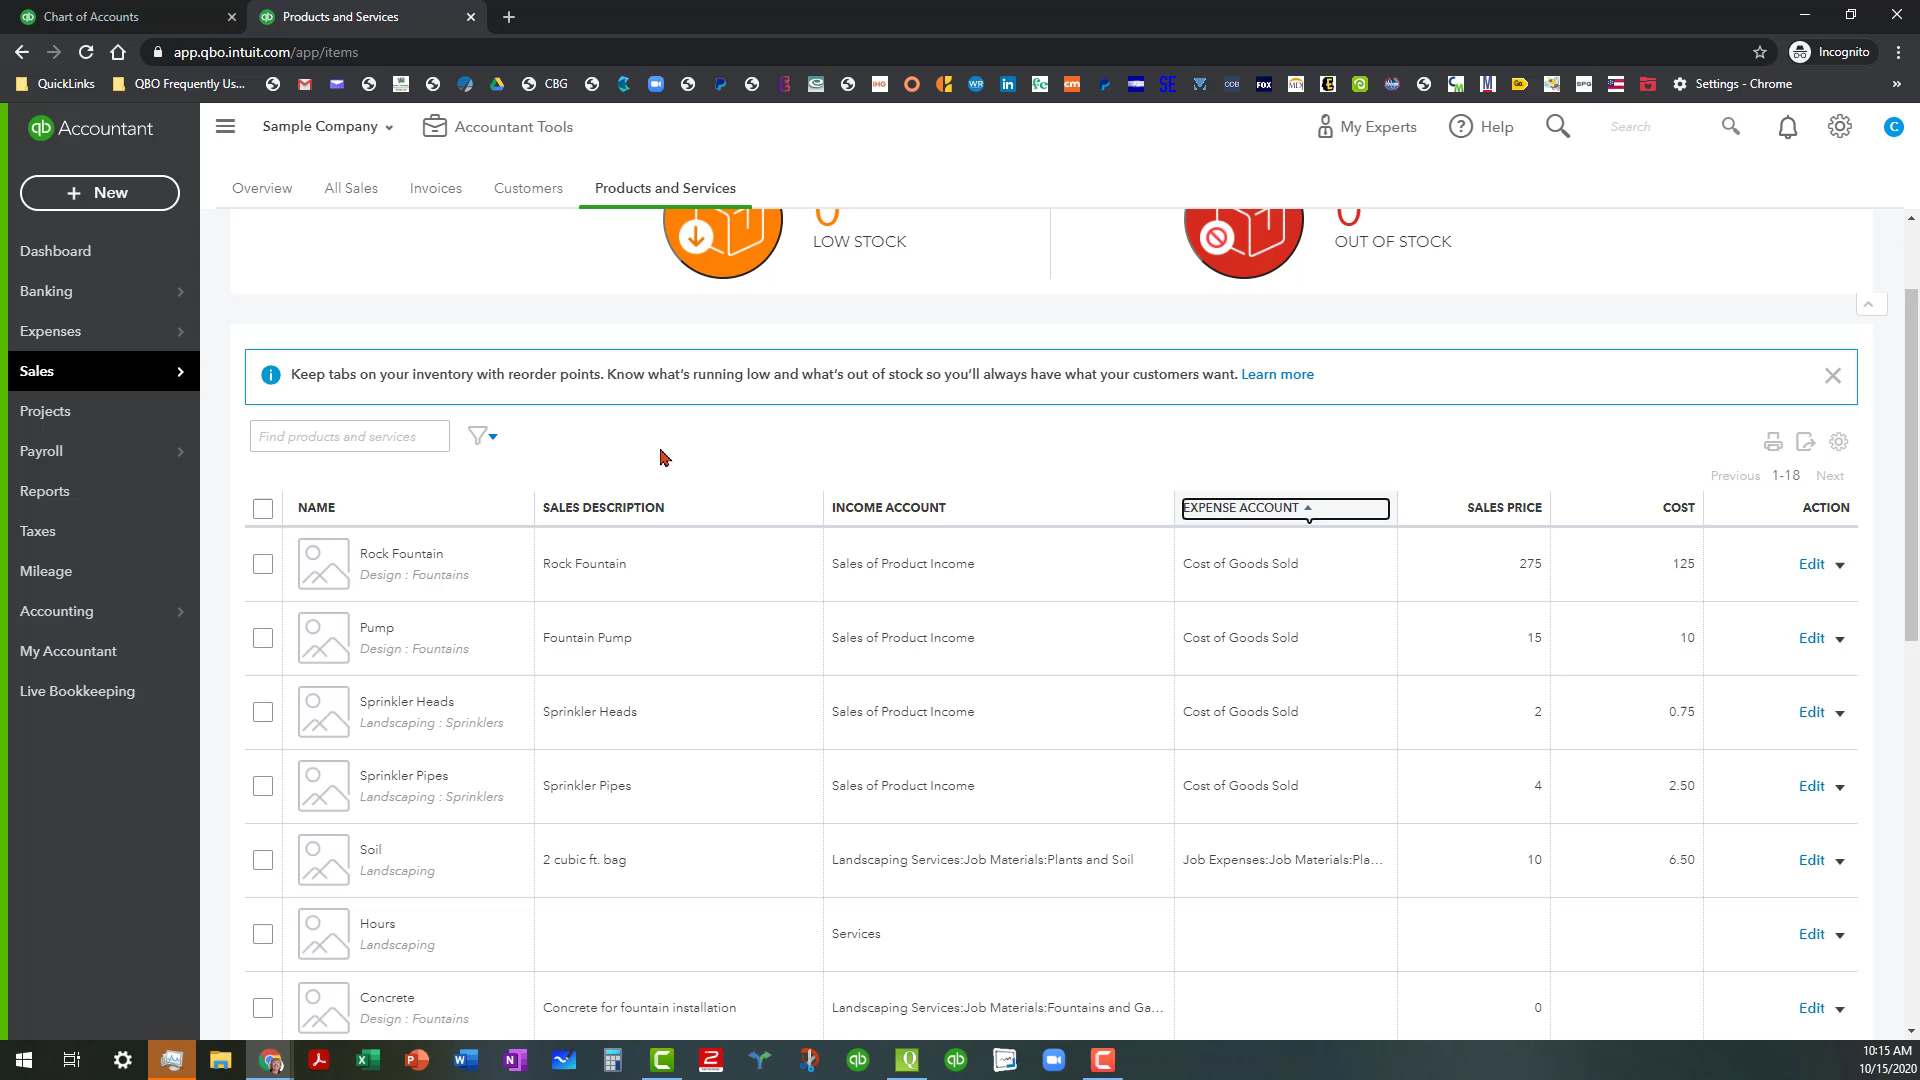 Chart of Accounts
Products and Services
app.qbo.intuit.com/app/items
Incognito
QuickLinks
QBO Frequently Us...
CBG
Settings - Chrome
qb Accountant
Sample Company
Accountant Tools
My Experts
Help
Search
C
+ New
Overview
All Sales
Invoices
Customers
Products and Services
Dashboard
Banking
Expenses
Sales
Projects
Payroll
Reports
Taxes
Mileage
Accounting
My Accountant
Live Bookkeeping
0
LOW STOCK
0
OUT OF STOCK
Keep tabs on your inventory with reorder points. Know what's running low and what's out of stock so you'll always have what your customers want. Learn more
Find products and services
Previous 1-18 Next
NAME SALES DESCRIPTION INCOME ACCOUNT EXPENSE ACCOUNT SALES PRICE COST ACTION
Rock Fountain
Design : Fountains
Rock Fountain Sales of Product Income Cost of Goods Sold 275 125 Edit
Pump
Design : Fountains
Fountain Pump Sales of Product Income Cost of Goods Sold 15 10 Edit
Sprinkler Heads
Landscaping : Sprinklers
Sprinkler Heads Sales of Product Income Cost of Goods Sold 2 0.75 Edit
Sprinkler Pipes
Landscaping : Sprinklers
Sprinkler Pipes Sales of Product Income Cost of Goods Sold 4 2.50 Edit
Soil
Landscaping
2 cubic ft. bag Landscaping Services:Job Materials:Plants and Soil Job Expenses:Job Materials:Pla... 10 6.50 Edit
Hours
Landscaping
Services Edit
Concrete
Design : Fountains
Concrete for fountain installation Landscaping Services:Job Materials:Fountains and Ga... 0 Edit
10:15 AM
10/15/2020